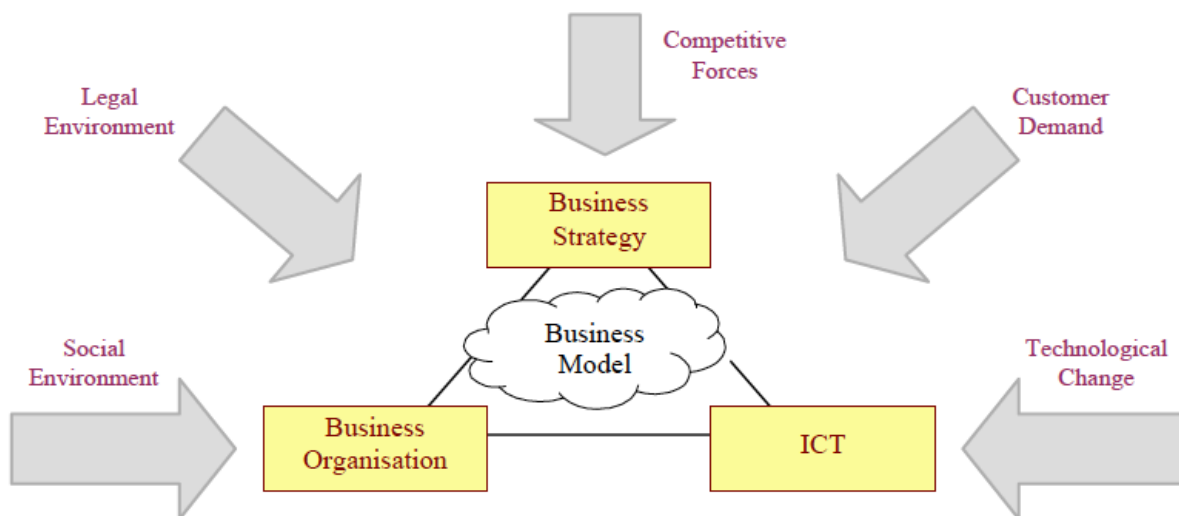 Competitive
Forces
Legal
Environment
Customer
Demand
Business
Strategy
Business
Model
Social
Environment
Technological
Change
Business
Organisation
ICT